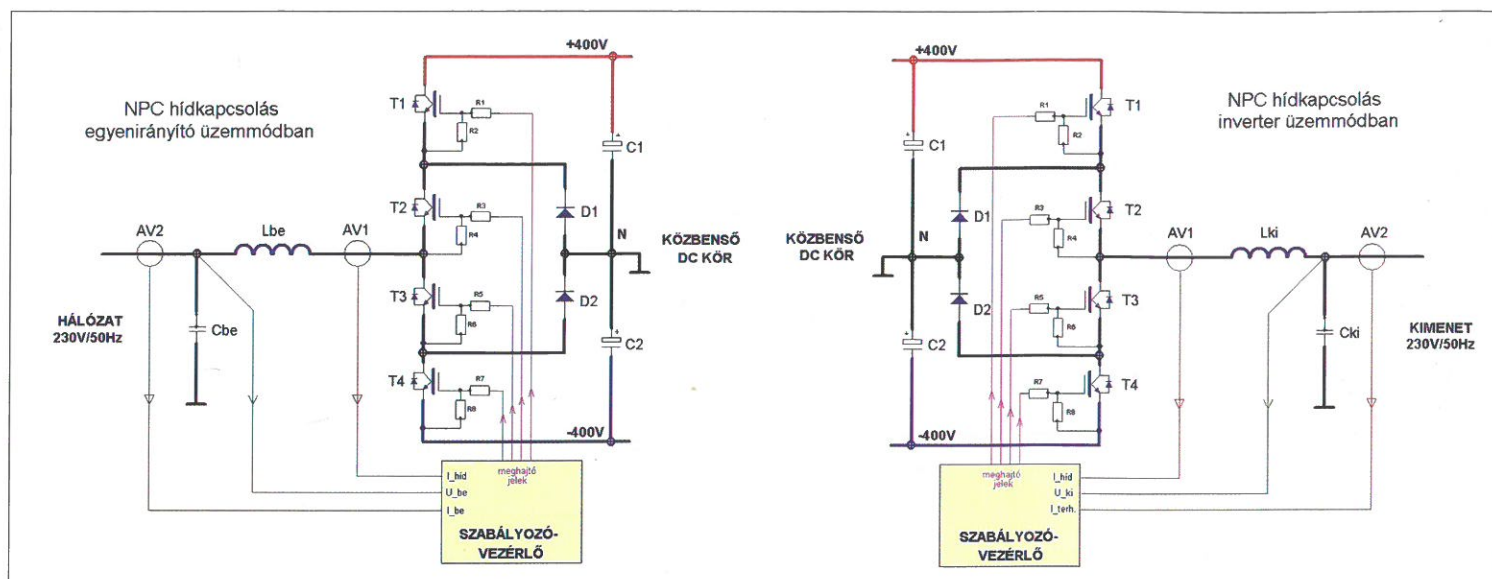 NPC hídkapcsolás
egyenirányító üzemmódban
+400V
T1
R1
R2
C1
T2
R3
R4
D1
N
KÖZBENSŐ
DC KÖR
AV2
Lbe
AV1
T3
R5
R6
D2
HÁLÓZAT
230V/50Hz
Cbe
C2
T4
R7
R8
-400V
meghajtó
jelek
I_híd
U_be
I_be
SZABÁLYOZÓ-
VEZÉRLŐ
NPC hídkapcsolás
inverter üzemmódban
+400V
T1
R1
R2
C1
T2
R3
R4
D1
N
KÖZBENSŐ
DC KÖR
AV1
Lki
AV2
T3
R5
R6
D2
C2
Cki
KIMENET
230V/50Hz
T4
R7
R8
-400V
meghajtó
jelek
I_híd
U_ki
I_terh.
SZABÁLYOZÓ-
VEZÉRLŐ